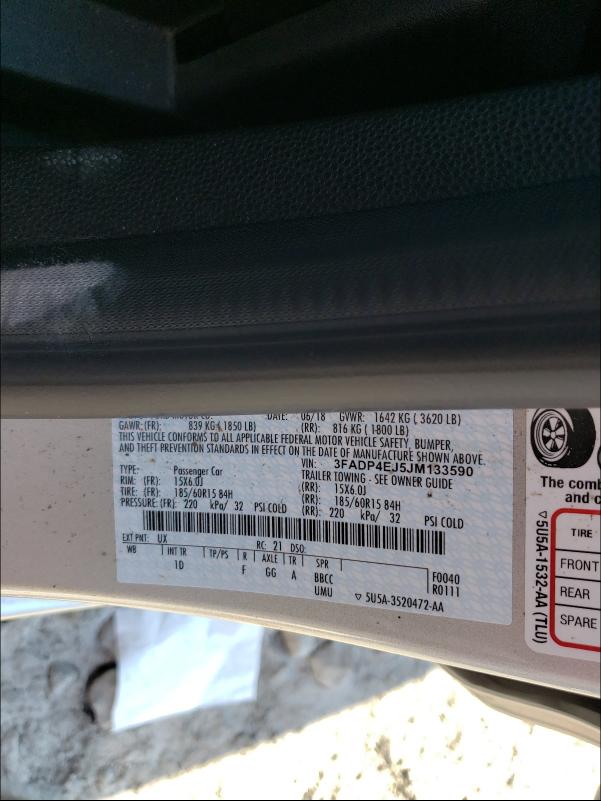 MOTOR CO. DATE: 06/18 GVWR: 1642 KG ( 3620 LB)
GAWR: (FR): 839 KG ( 1850 LB) (RR): 816 KG ( 1800 LB)
THIS VEHICLE CONFORMS TO ALL APPLICABLE FEDERAL MOTOR VEHICLE SAFETY, BUMPER,
AND THEFT PREVENTION STANDARDS IN EFFECT ON THE DATE OF MANUFACTURE SHOWN ABOVE.
VIN: 3FADP4EJ5JM133590
TYPE: Passenger Car TRAILER TOWING - SEE OWNER GUIDE
RIM: (FR): 15X6.0J (RR): 15X6.0J
TIRE: (FR): 185/60R15 84H (RR): 185/60R15 84H
PRESSURE: (FR): 220 kPa/ 32 PSI COLD (RR): 220 kPa/ 32 PSI COLD
EXT PNT: UX RC: 21 DSO:
WB INT TR TP/PS R AXLE TR SPR
1D F GG A BBCC F0040
UMU R0111
▽5U5A-3520472-AA
The comb
and c
▽5U5A-1532-AA (TLU)
TIRE
FRONT
REAR
SPARE